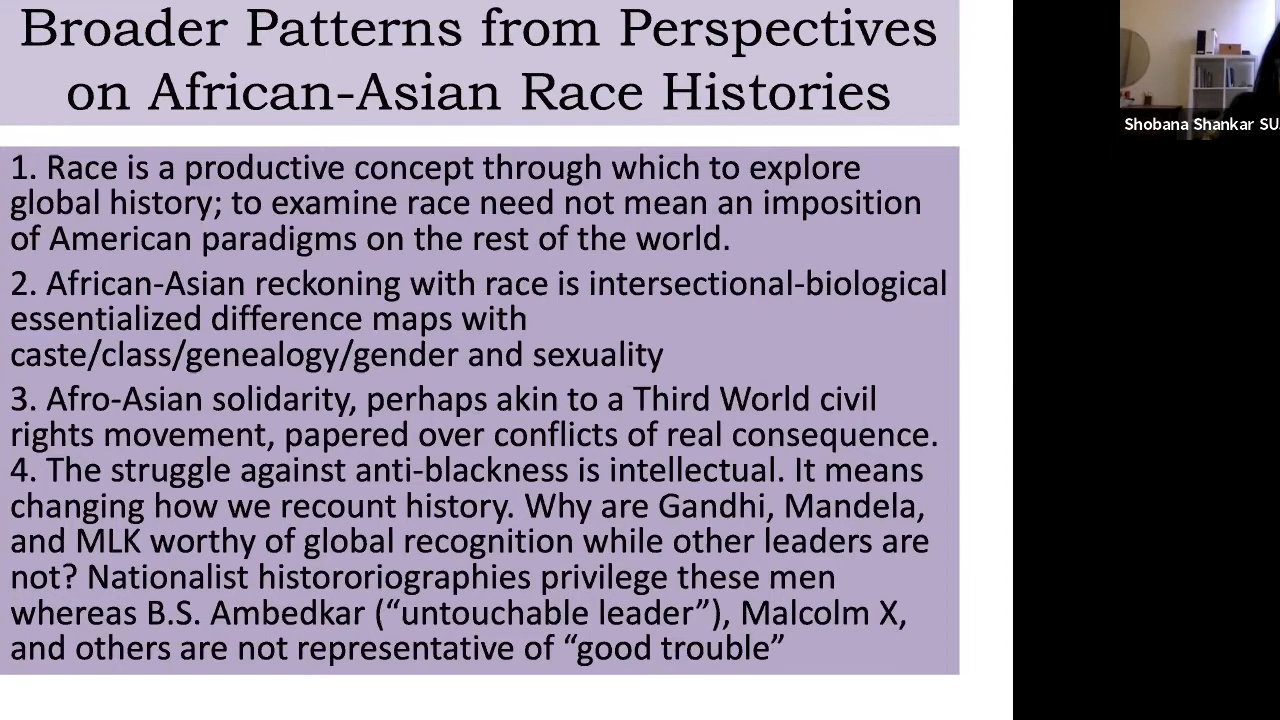 Broader Patterns from Perspectives
on African-Asian Race Histories
1. Race is a productive concept through which to explore
global history; to examine race need not mean an imposition
of American paradigms on the rest of the world.
2. African-Asian reckoning with race is intersectional-biological
essentialized difference maps with
caste/class/genealogy/gender and sexuality
3. Afro-Asian solidarity, perhaps akin to a Third World civil
rights movement, papered over conflicts of real consequence.
4. The struggle against anti-blackness is intellectual. It means
changing how we recount history. Why are Gandhi, Mandela,
and MLK worthy of global recognition while other leaders are
not? Nationalist histororiographies privilege these men
whereas B.S. Ambedkar (“untouchable leader”), Malcolm X,
and others are not representative of “good trouble”
Shobana Shankar SU